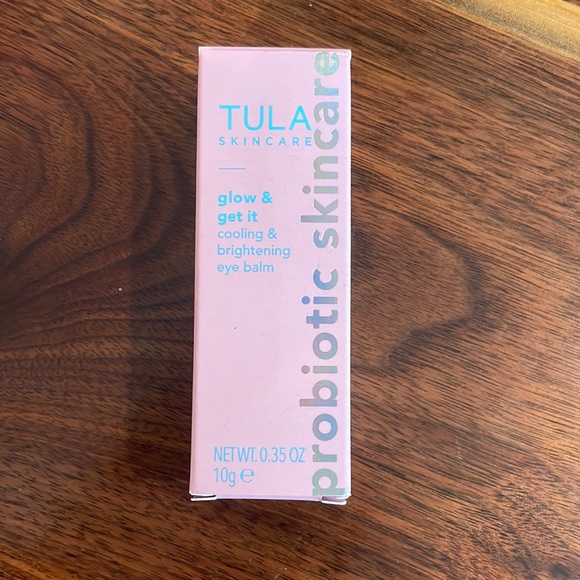 TULA
SKINCARE
glow &
get it
cooling &
brightening
eye balm
NET WT. 0.35 OZ
10g ℮
probiotic skincare